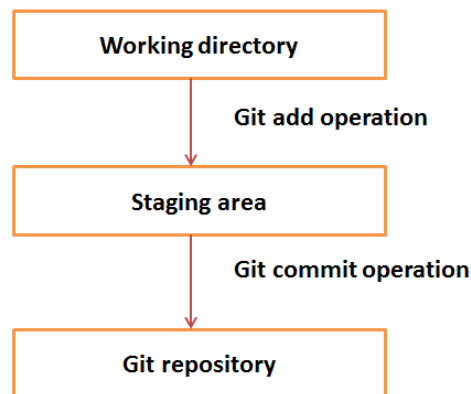 Working directory
Git add operation
Staging area
Git commit operation
Git repository